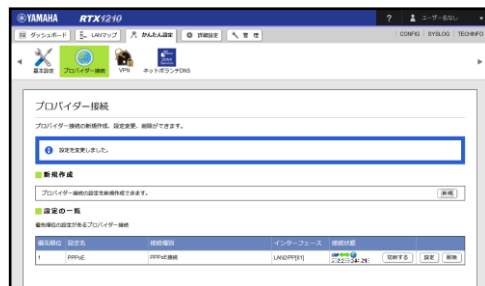 YAMAHA RTX1210
? ユーザー名なし
ダッシュボード LANマップ かんたん設定 詳細設定 管理 CONFIG SYSLOG TECHINFO
基本設定 プロバイダー接続 VPN ネットボランチDNS
プロバイダー接続
プロバイダー接続の新規作成、設定変更、削除ができます。
設定を変更しました。
新規作成
プロバイダー接続の設定を新規作成できます。 新規
設定の一覧
優先順位の設定があるプロバイダー接続
優先順位 設定名 接続種別 インターフェース 接続状態
1 PPPoE PPPoE接続 LAN2/PP[01] 切断する 設定 削除